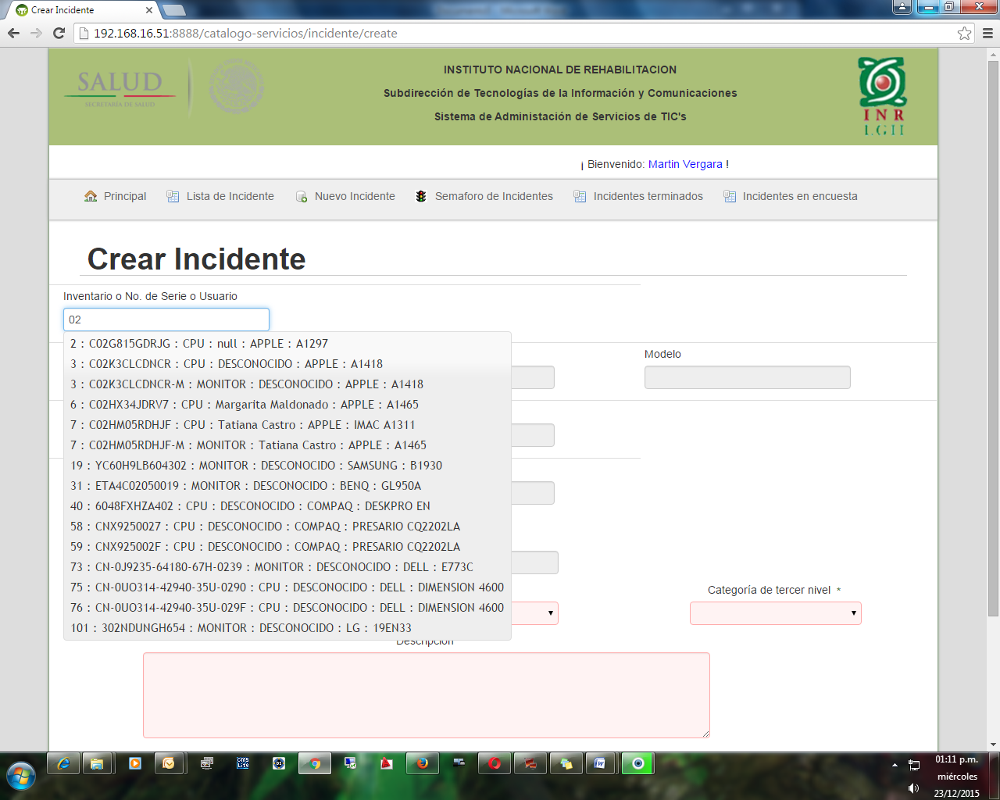 Crear Incidente
192.168.16.51:8888/catalogo-servicios/incidente/create
SALUD
SECRETARÍA DE SALUD
INSTITUTO NACIONAL DE REHABILITACION
Subdirección de Tecnologías de la Información y Comunicaciones
Sistema de Administación de Servicios de TIC's
INR
LGII
¡ Bienvenido: Martin Vergara !
Principal
Lista de Incidente
Nuevo Incidente
Semaforo de Incidentes
Incidentes terminados
Incidentes en encuesta
Crear Incidente
Inventario o No. de Serie o Usuario
02
2 : C02G815GDRJG : CPU : null : APPLE : A1297
3 : C02K3CLCDNCR : CPU : DESCONOCIDO : APPLE : A1418
3 : C02K3CLCDNCR-M : MONITOR : DESCONOCIDO : APPLE : A1418
6 : C02HX34JDRV7 : CPU : Margarita Maldonado : APPLE : A1465
7 : C02HM05RDHJF : CPU : Tatiana Castro : APPLE : IMAC A1311
7 : C02HM05RDHJF-M : MONITOR : Tatiana Castro : APPLE : A1465
19 : YC60H9LB604302 : MONITOR : DESCONOCIDO : SAMSUNG : B1930
31 : ETA4C02050019 : MONITOR : DESCONOCIDO : BENQ : GL950A
40 : 6048FXHZA402 : CPU : DESCONOCIDO : COMPAQ : DESKPRO EN
58 : CNX9250027 : CPU : DESCONOCIDO : COMPAQ : PRESARIO CQ2202LA
59 : CNX925002F : CPU : DESCONOCIDO : COMPAQ : PRESARIO CQ2202LA
73 : CN-0J9235-64180-67H-0239 : MONITOR : DESCONOCIDO : DELL : E773C
75 : CN-0UO314-42940-35U-0290 : CPU : DESCONOCIDO : DELL : DIMENSION 4600
76 : CN-0UO314-42940-35U-029F : CPU : DESCONOCIDO : DELL : DIMENSION 4600
101 : 302NDUNGH654 : MONITOR : DESCONOCIDO : LG : 19EN33
Modelo
Categoría de tercer nivel *
Descripción
CMS
Lite
DS
01:11 p.m.
miércoles
23/12/2015